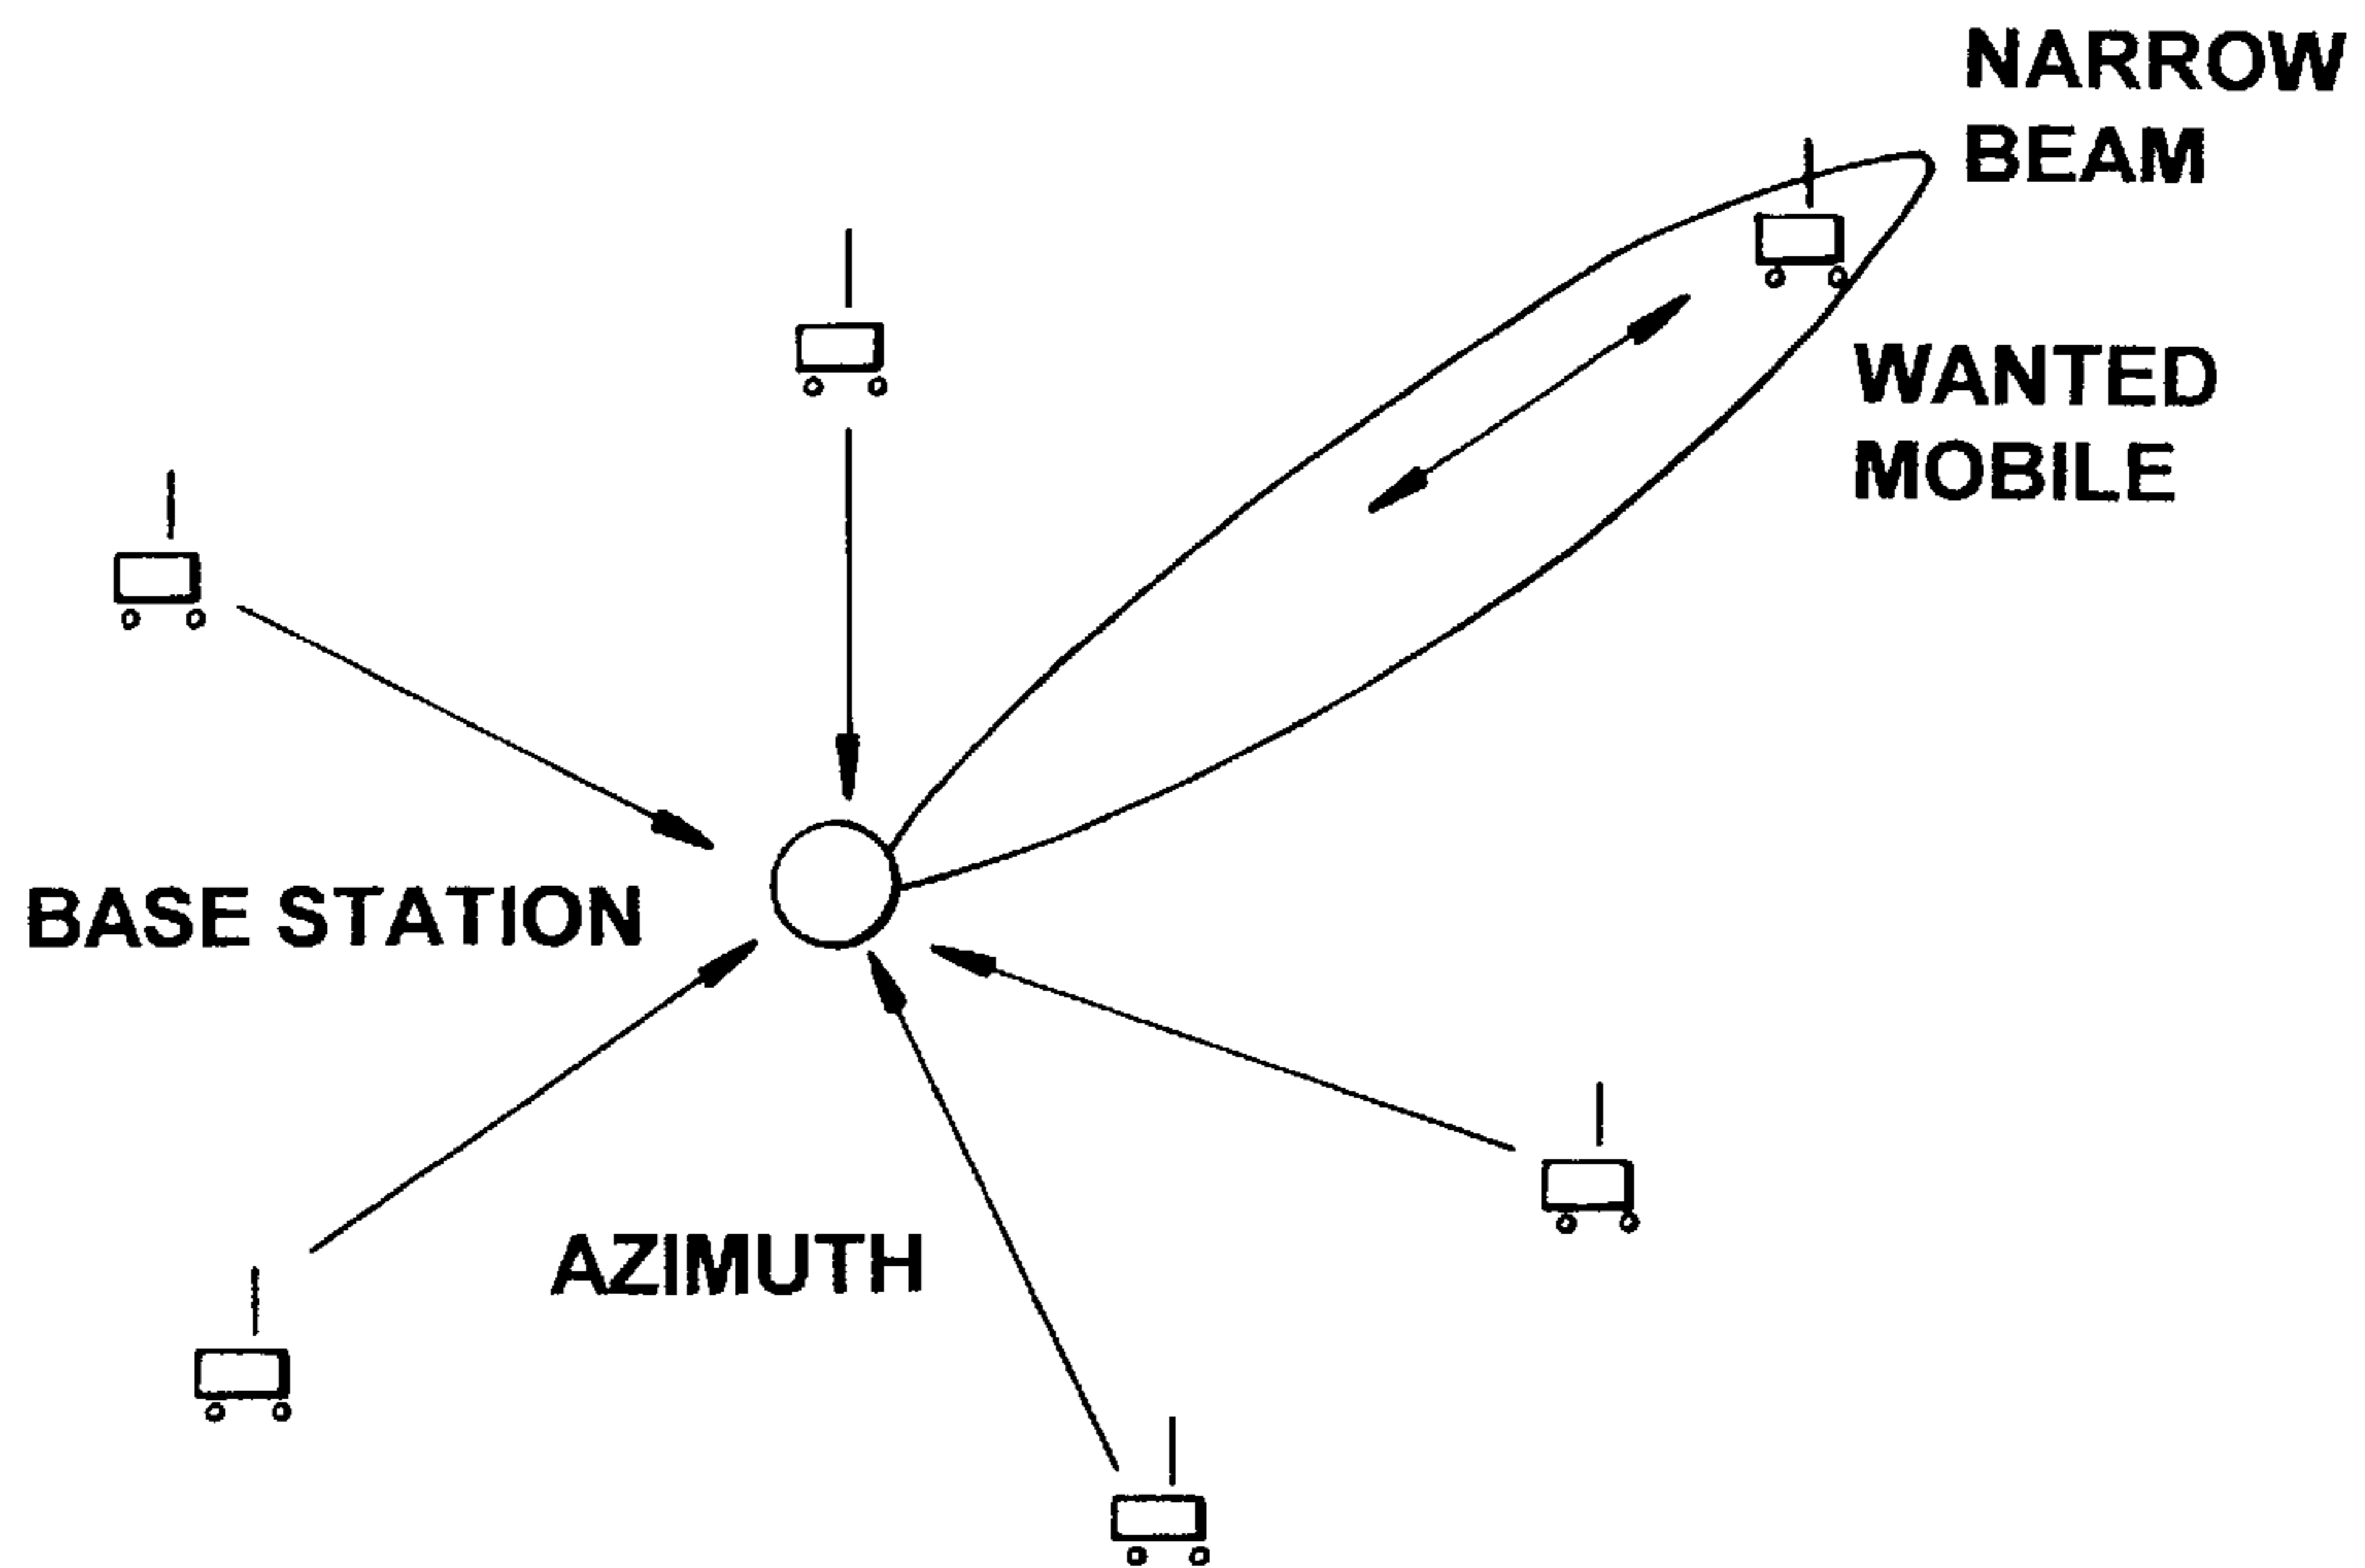 NARROW
BEAM
WANTED
MOBILE
BASE STATION
AZIMUTH